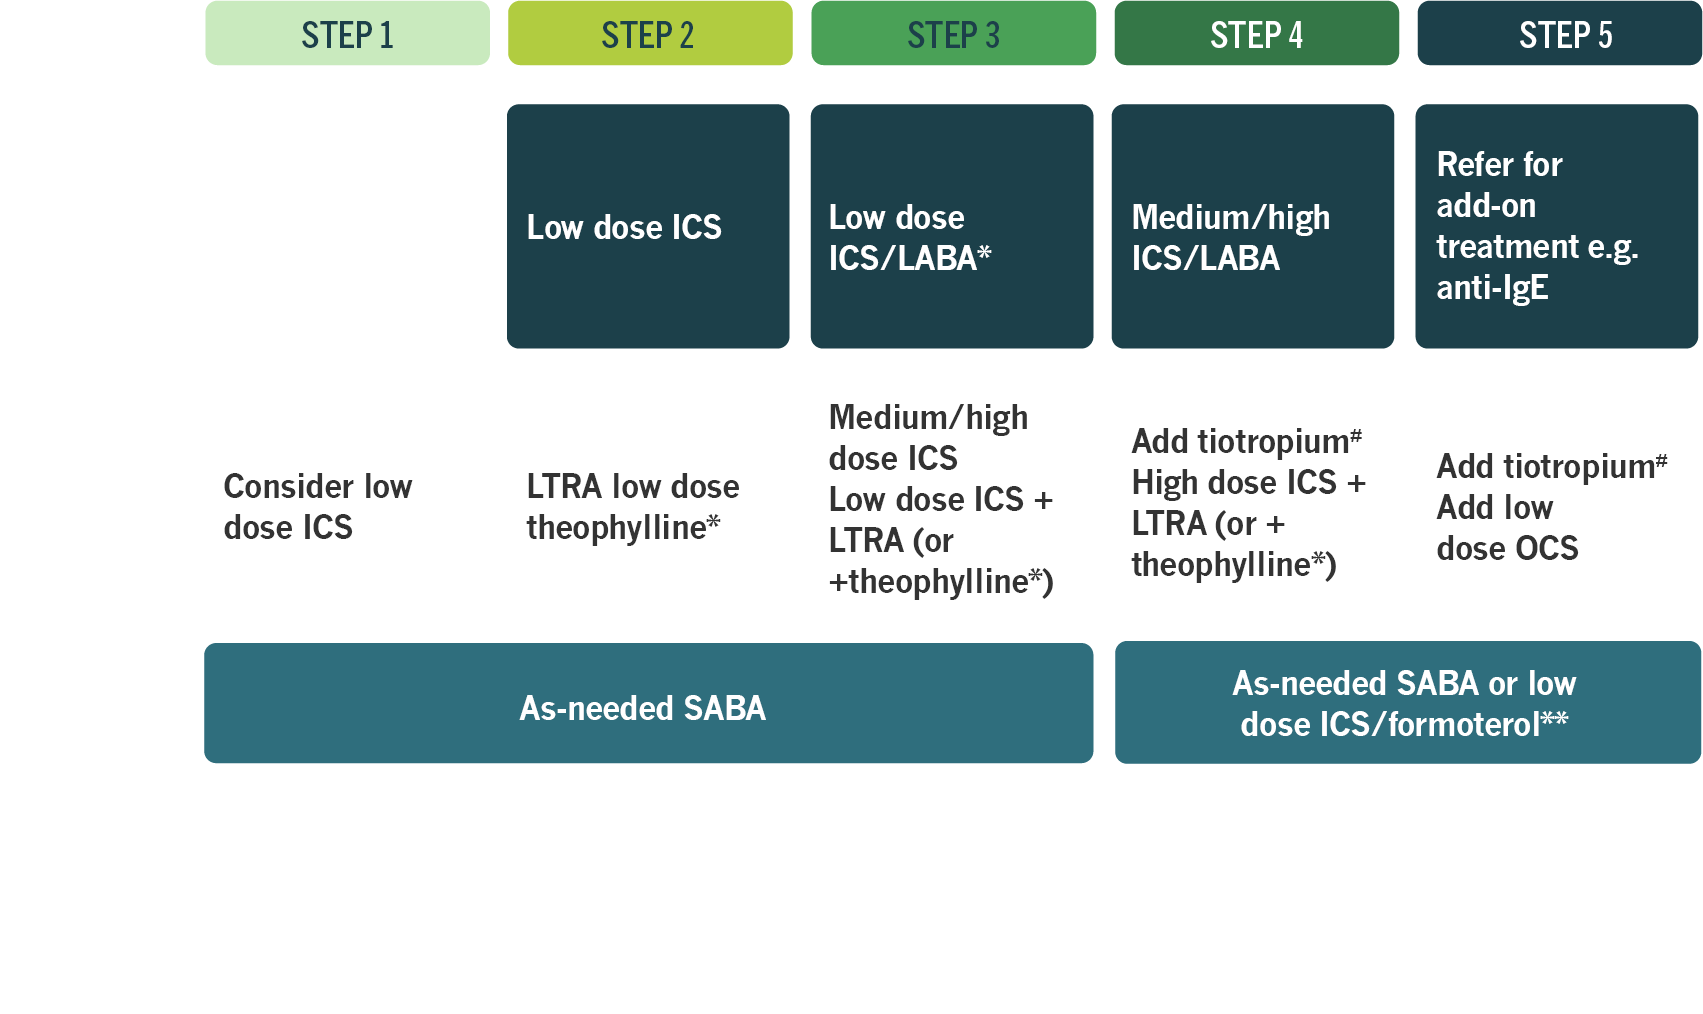 STEP 1
STEP 2
STEP 3
STEP 4
STEP 5
Low dose ICS
Low dose
ICS/LABA*
Medium/high
ICS/LABA
Refer for
add-on
treatment e.g.
anti-IgE
Consider low
dose ICS
LTRA low dose
theophylline*
Medium/high
dose ICS
Low dose ICS +
LTRA (or
+theophylline*)
Add tiotropium#
High dose ICS +
LTRA (or +
theophylline*)
Add tiotropium#
Add low
dose OCS
As-needed SABA
As-needed SABA or low
dose ICS/formoterol**